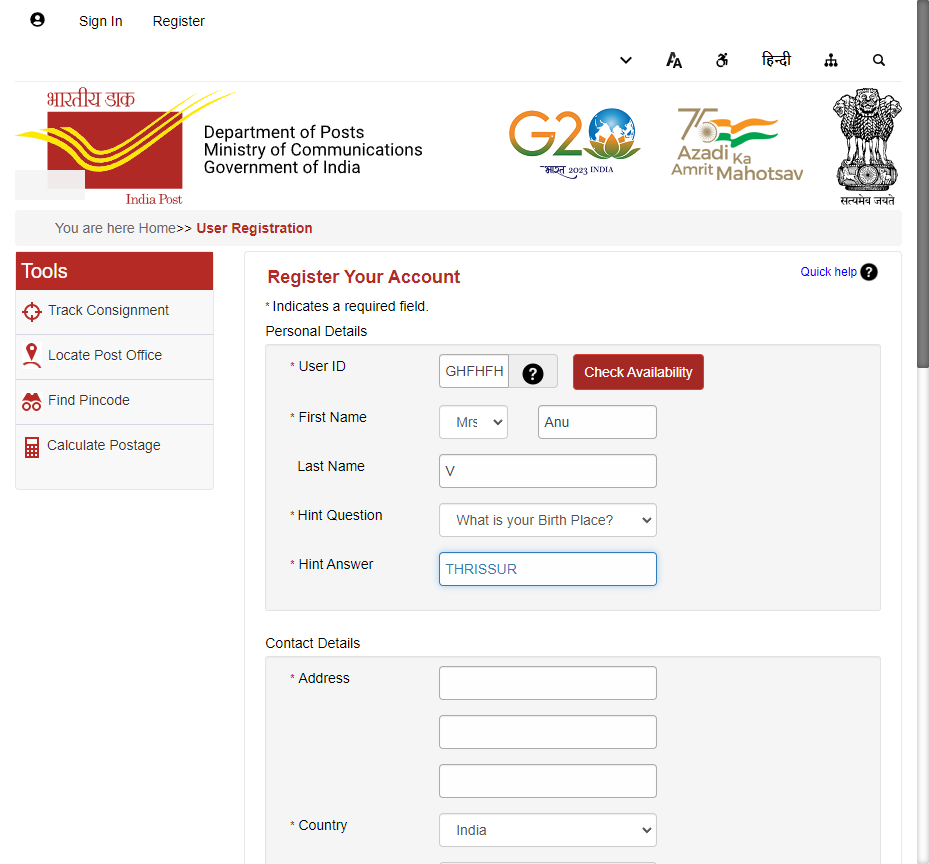 Sign In Register
हिन्दी
भारतीय डाक
India Post
Department of Posts
Ministry of Communications
Government of India
G20
भारत 2023 INDIA
75
Azadi Ka
Amrit Mahotsav
सत्यमेव जयते
You are here Home>> User Registration
Tools
Track Consignment
Locate Post Office
Find Pincode
Calculate Postage
Register Your Account
Quick help ?
* Indicates a required field.
Personal Details
* User ID GHFHFH ? Check Availability
* First Name Mrs Anu
Last Name V
* Hint Question What is your Birth Place?
* Hint Answer THRISSUR
Contact Details
* Address
* Country India